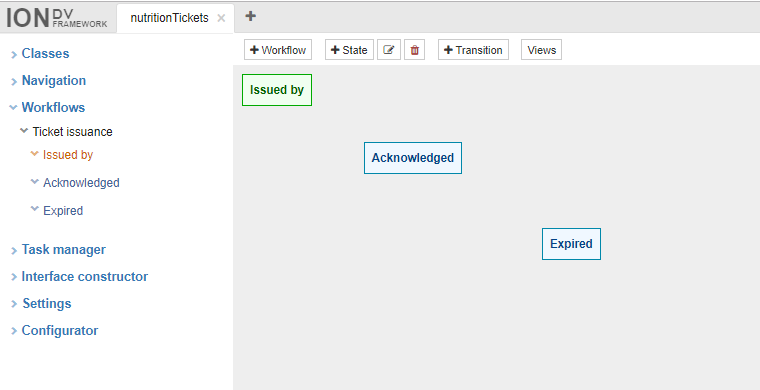 ION DV FRAMEWORK
nutritionTickets × +
Classes
Navigation
Workflows
Ticket issuance
Issued by
Acknowledged
Expired
Task manager
Interface constructor
Settings
Configurator
+ Workflow + State + Transition Views
Issued by
Acknowledged
Expired